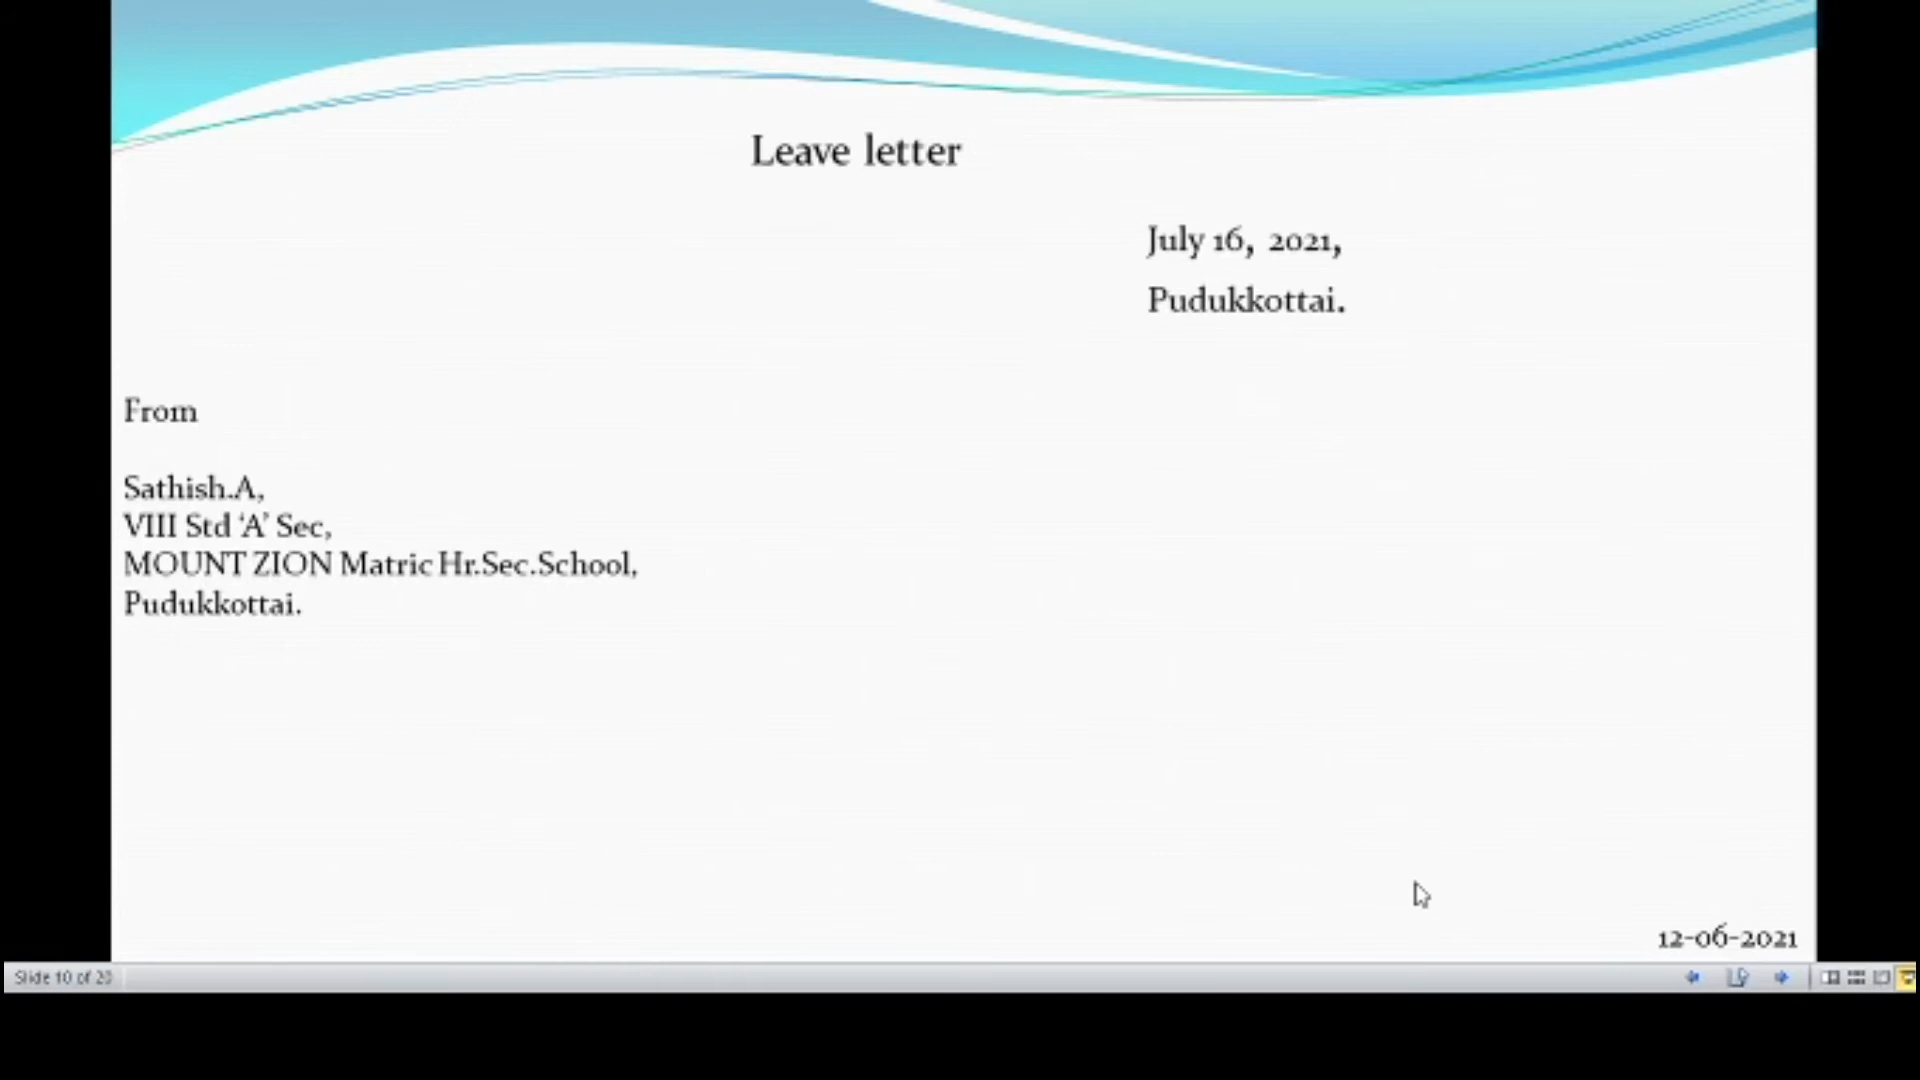 Leave letter
July 16, 2021,
Pudukkottai.
From
Sathish.A,
VIII Std ‘A’ Sec,
MOUNT ZION Matric Hr.Sec.School,
Pudukkottai.
12-06-2021
Slide 10 of 20